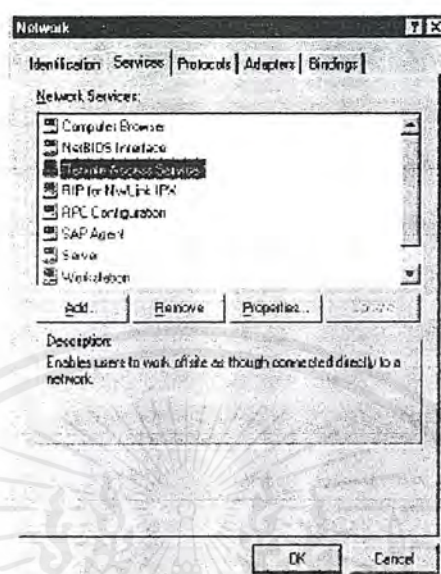 Network
Identification Services Protocols Adapters Bindings
Network Services:
Computer Browser
NetBIOS Interface
Remote Access Service
RIP for NwLink IPX
RPC Configuration
SAP Agent
Server
Workstation
Add... Remove Properties...
Description:
Enables users to work offsite as though connected directly to a
network.
OK Cancel